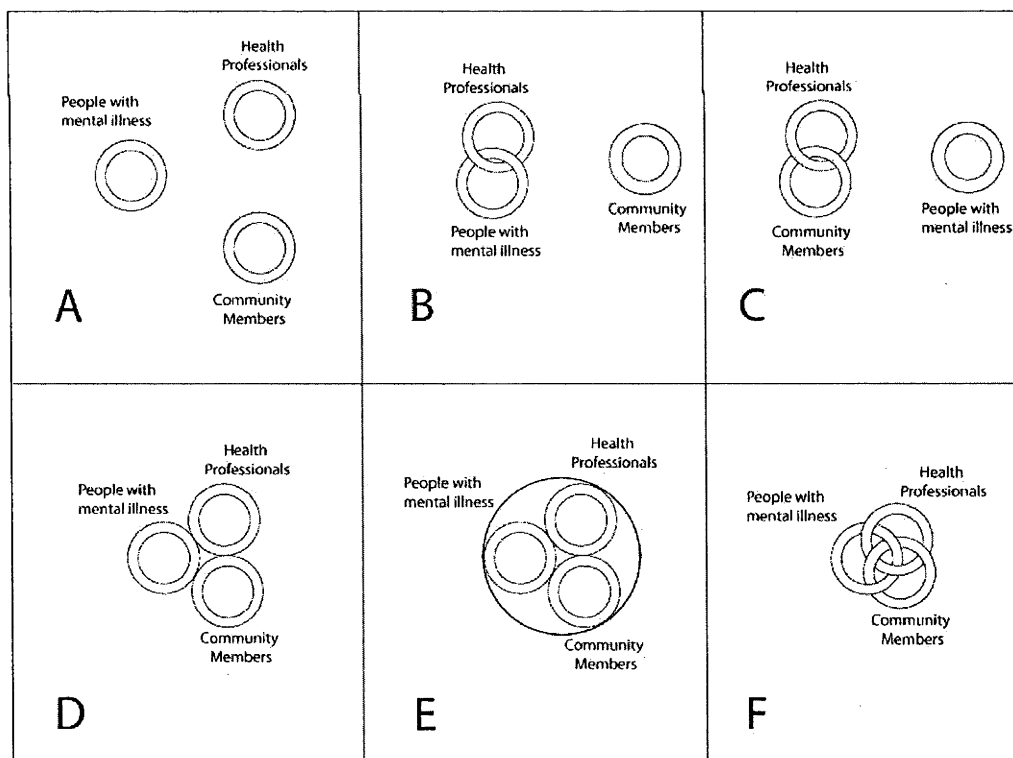 Health
Professionals
People with
mental illness
Community
Members
A
Health
Professionals
People with
mental illness
Community
Members
B
Health
Professionals
Community
Members
People with
mental illness
C
Health
Professionals
People with
mental illness
Community
Members
D
Health
Professionals
People with
mental illness
Community
Members
E
Health
Professionals
People with
mental illness
Community
Members
F